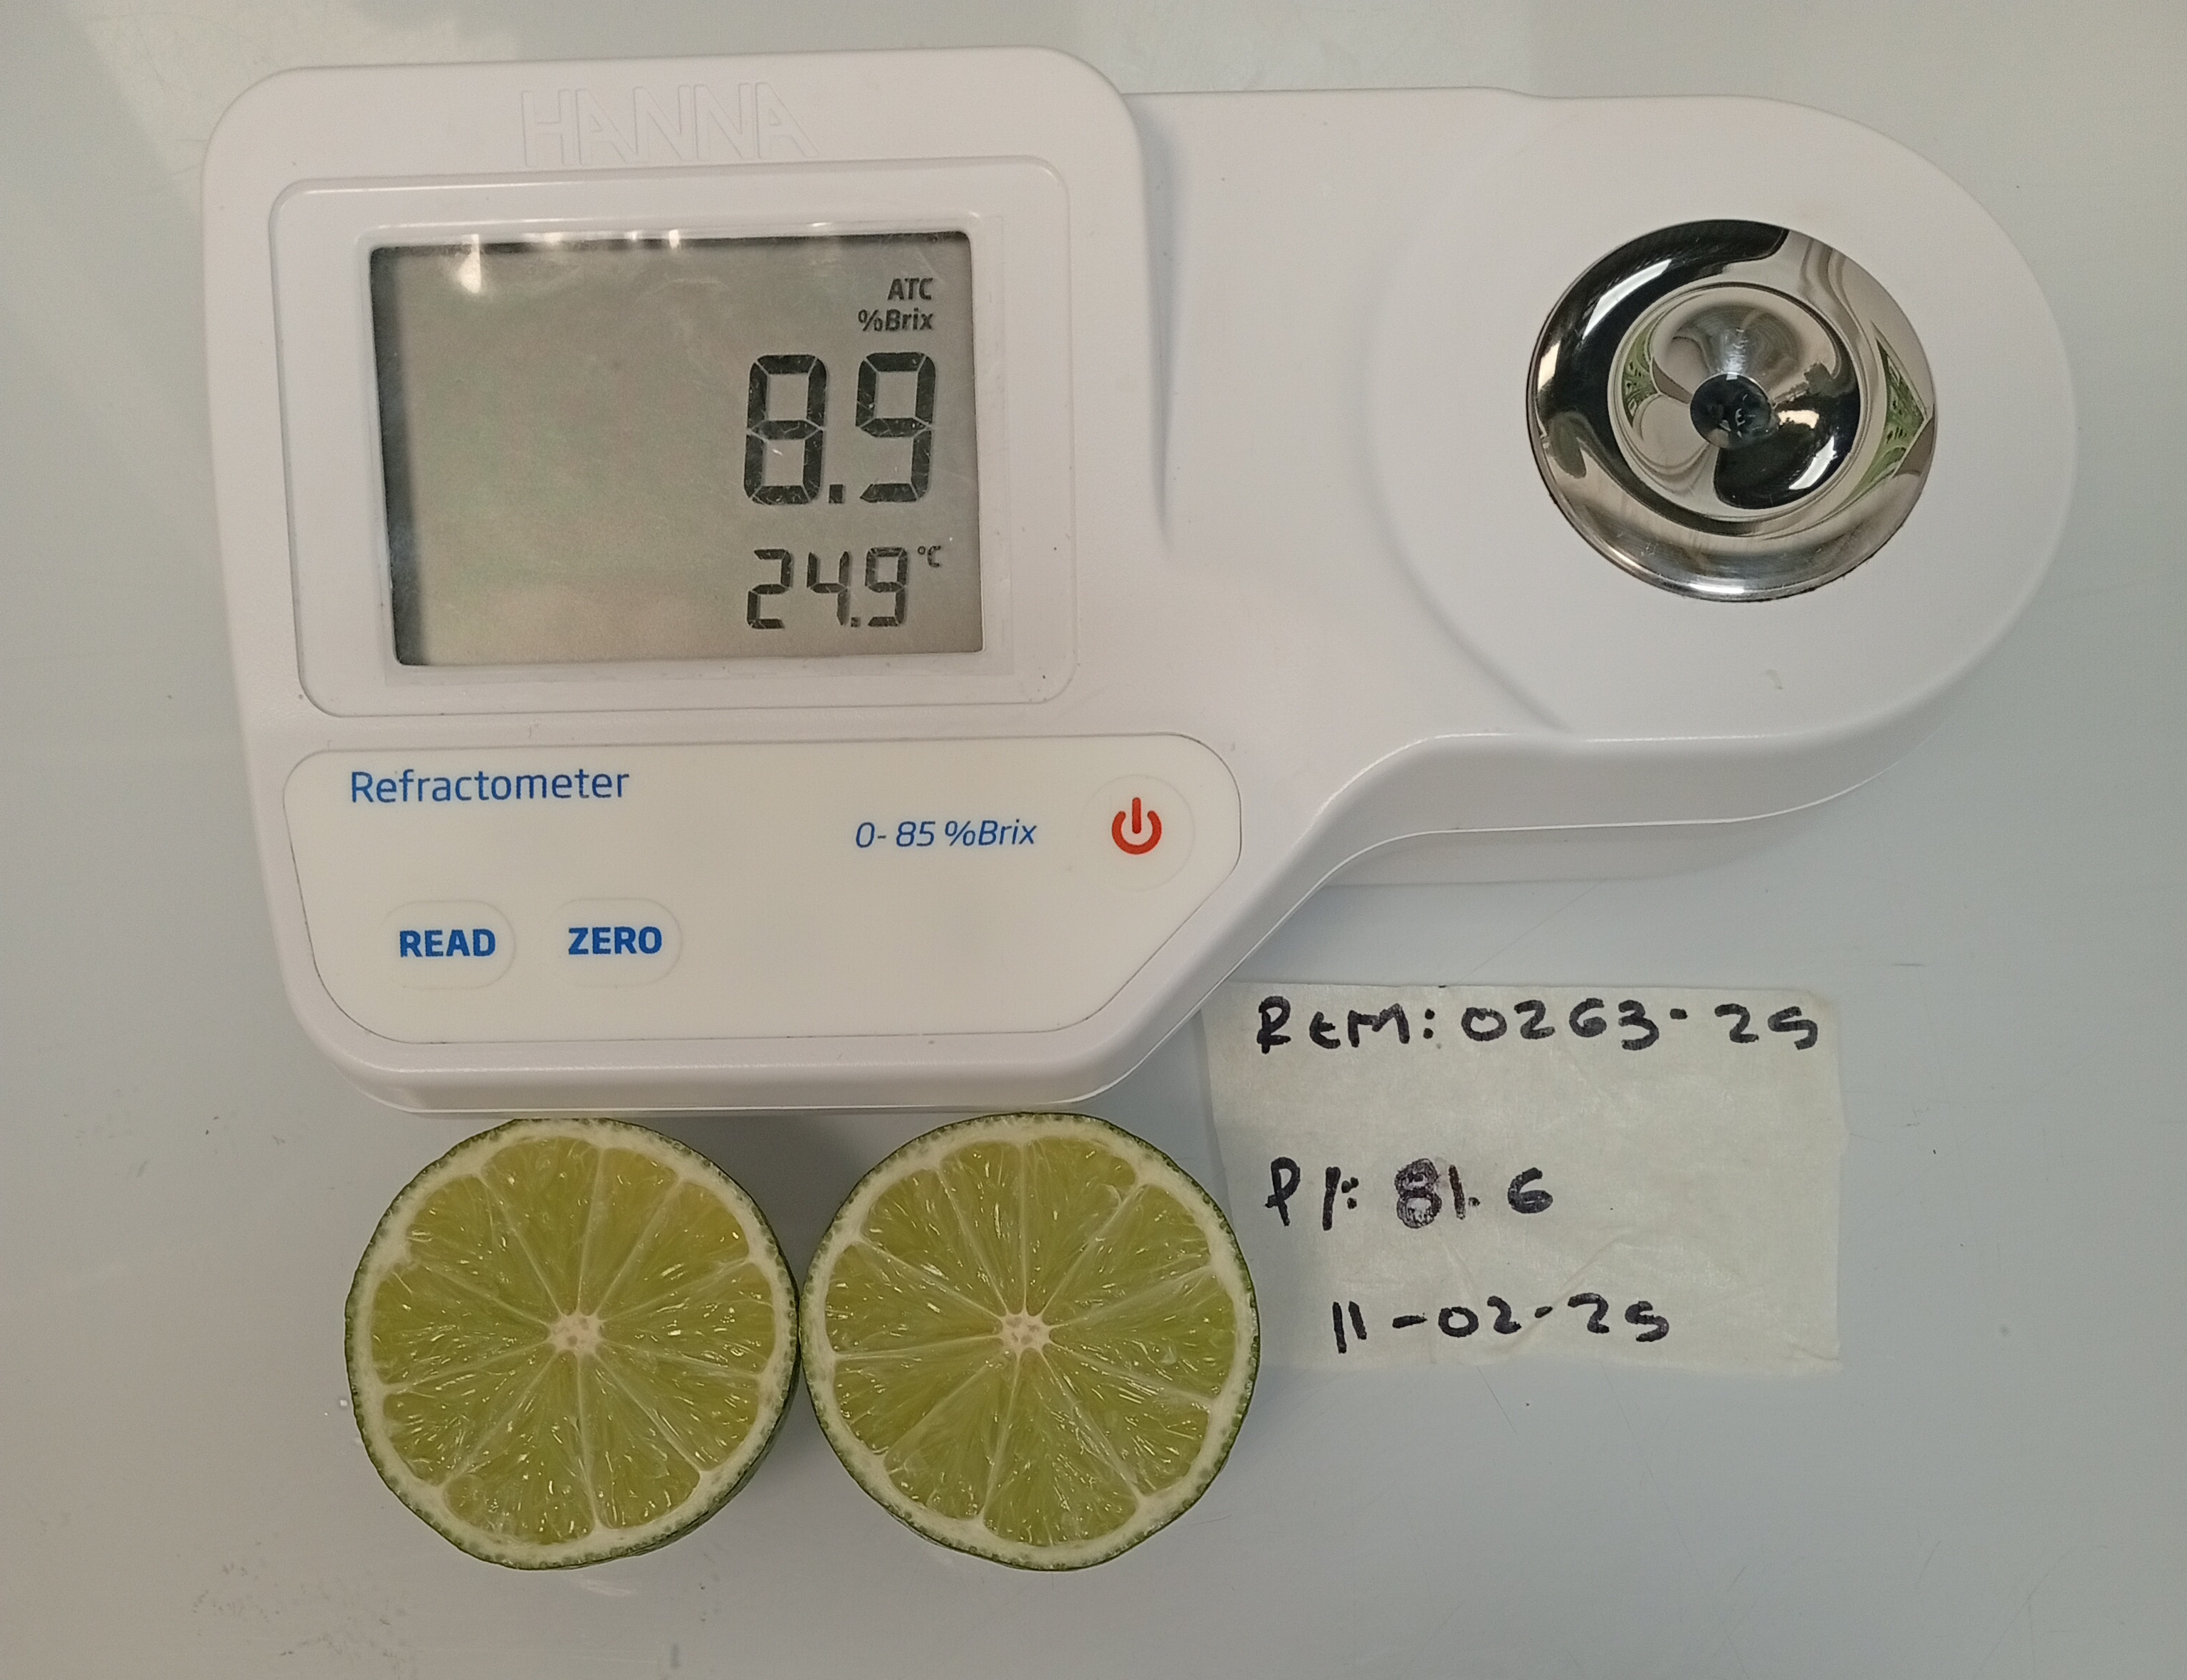 HANNA
ATC
%Brix
8.9
24.9 °C
Refractometer
0- 85 %Brix
READ
ZERO
REM: 0263-25
P/: 81.6
11-02-25